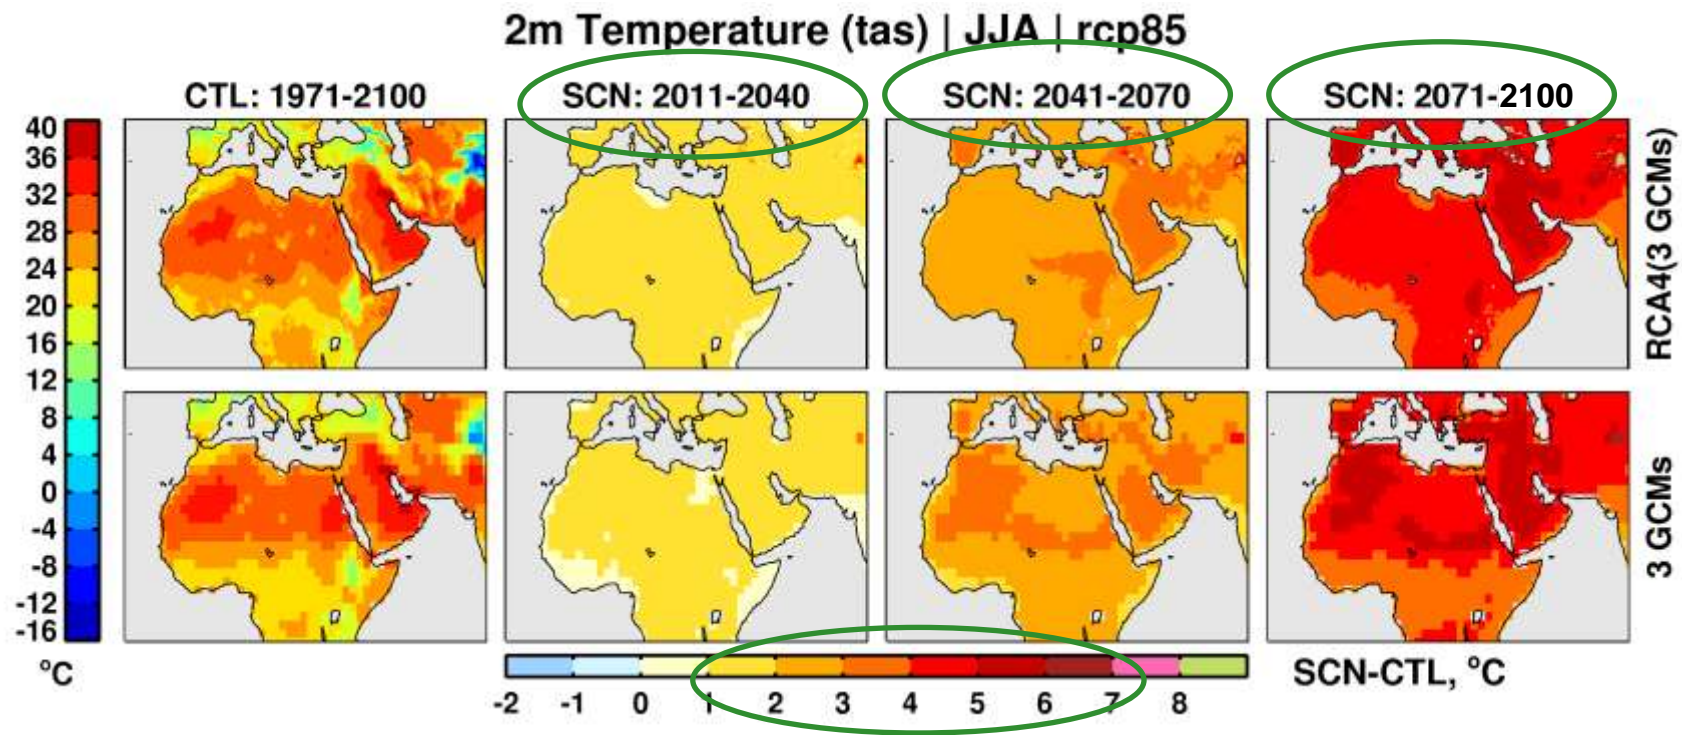 2m Temperature (tas) | JJA | rcp85
CTL: 1971-2100
SCN: 2011-2040
SCN: 2041-2070
SCN: 2071-2100
40
36
32
28
24
20
16
12
8
4
0
-4
-8
-12
-16
°C
RCA4(3 GCMs)
3 GCMs
-2 -1 0 1 2 3 4 5 6 7 8
SCN-CTL, °C